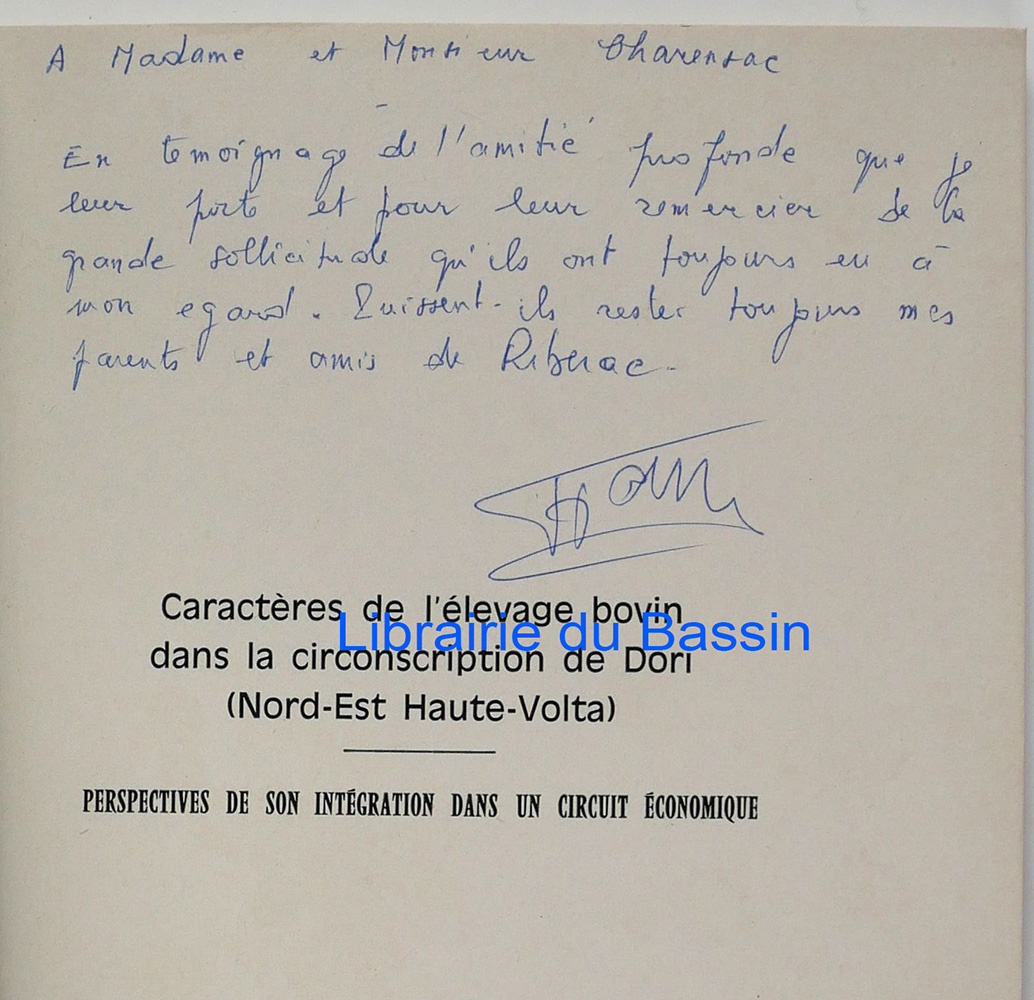 A Madame et Monsieur Charensac
En temoignage de l'amitié profonde que je
leur porte et pour leur remercier de la
grande sollicitude qu'ils ont toujours eu à
mon egard. Puissent-ils rester toujours mes
parents et amis de Riberac.
Caractères de l'élevage bovin
Librairie du Bassin
dans la circonscription de Dori
(Nord-Est Haute-Volta)
PERSPECTIVES DE SON INTÉGRATION DANS UN CIRCUIT ÉCONOMIQUE